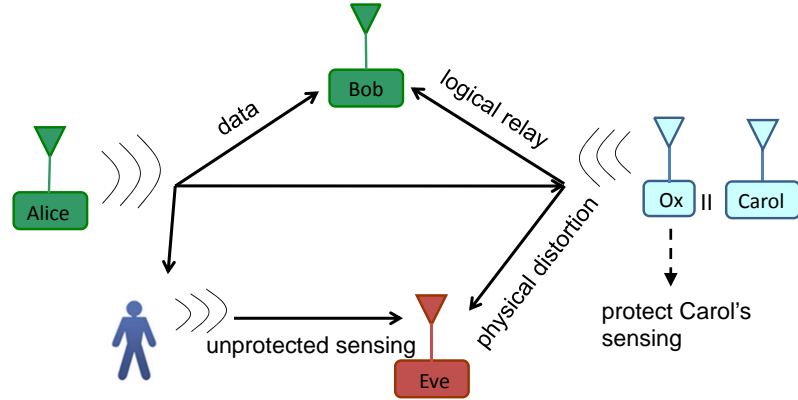 Bob
data
logical relay
Alice
Ox
II
Carol
physical distortion
protect Carol's
sensing
unprotected sensing
Eve